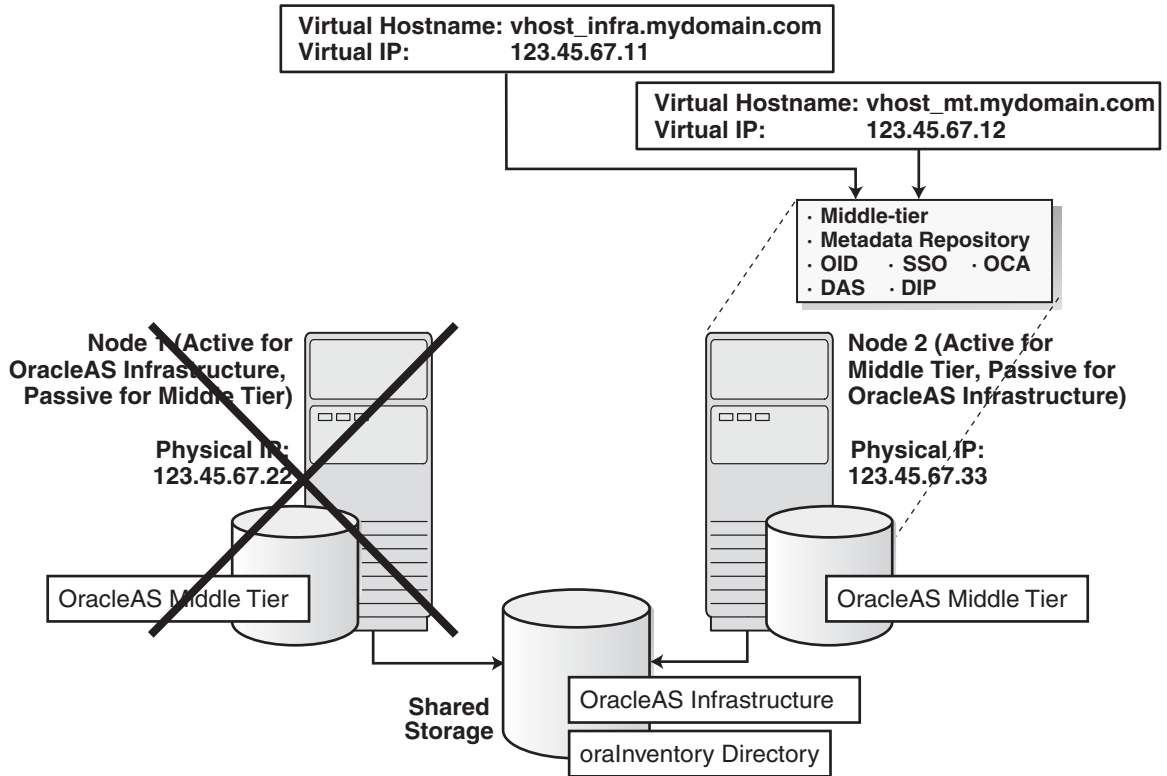 Virtual Hostname: vhost_infra.mydomain.com
Virtual IP: 123.45.67.11
Virtual Hostname: vhost_mt.mydomain.com
Virtual IP: 123.45.67.12
· Middle-tier
· Metadata Repository
· OID · SSO · OCA
· DAS · DIP
Node 1 (Active for
OracleAS Infrastructure,
Passive for Middle Tier)
Physical IP:
123.45.67.22
OracleAS Middle Tier
Node 2 (Active for
Middle Tier, Passive for
OracleAS Infrastructure)
Physical IP:
123.45.67.33
OracleAS Middle Tier
Shared
Storage
OracleAS Infrastructure
oraInventory Directory